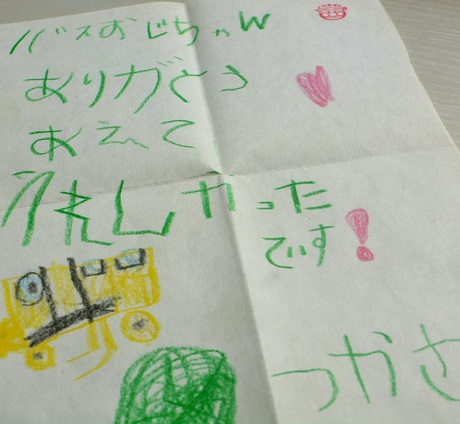 バスおじちゃん
ありがとう
あえて
うれしかった
です!
つかさ